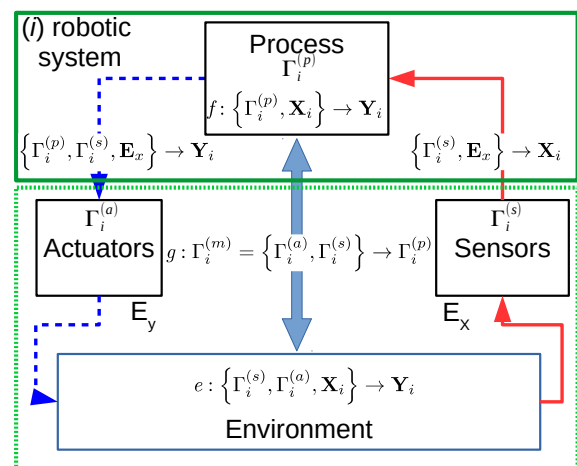 (i) robotic system
Process
Γ_i^(p)
f: {Γ_i^(p), X_i} → Y_i
{Γ_i^(p), Γ_i^(s), E_x} → Y_i
{Γ_i^(s), E_x} → X_i
Γ_i^(a)
Actuators
g: Γ_i^(m) = {Γ_i^(a), Γ_i^(s)} → Γ_i^(p)
Γ_i^(s)
Sensors
E_y
E_x
e: {Γ_i^(s), Γ_i^(a), X_i} → Y_i
Environment